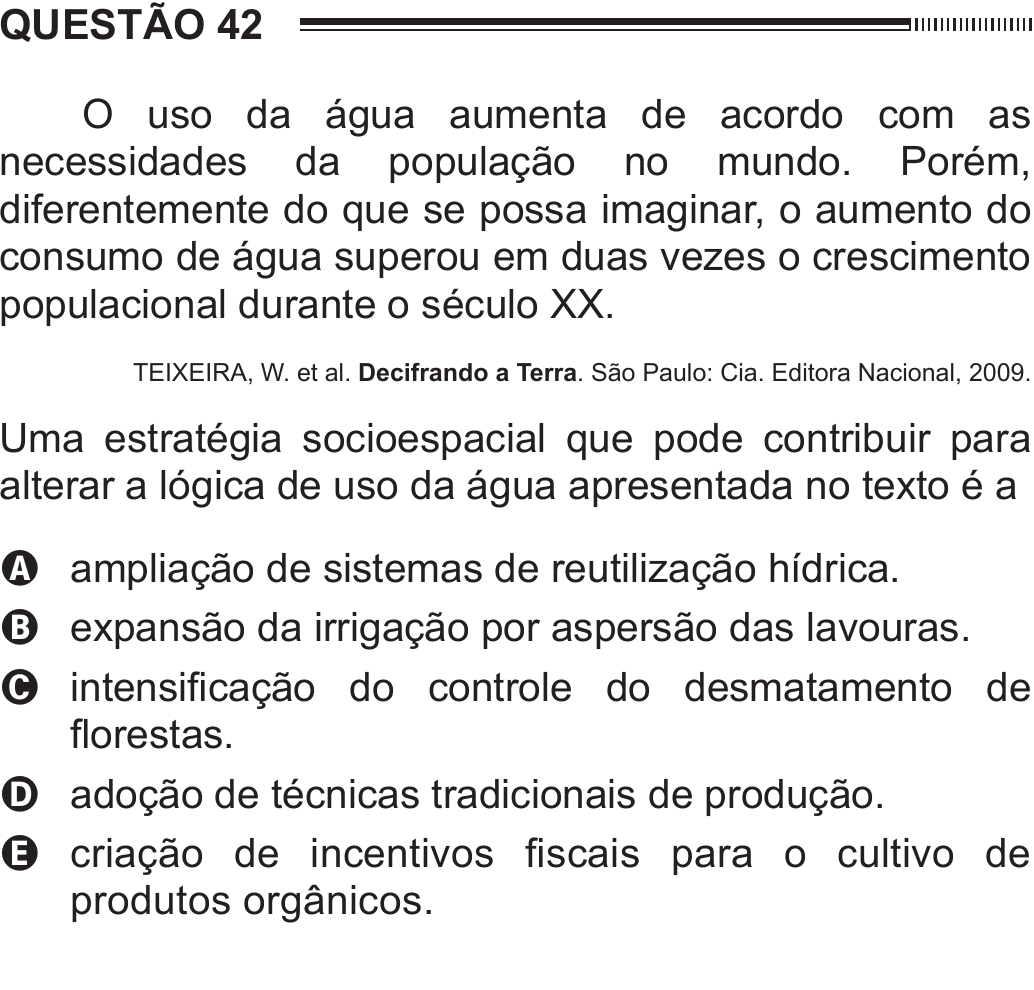 QUESTÃO 42
O uso da água aumenta de acordo com as
necessidades da população no mundo. Porém,
diferentemente do que se possa imaginar, o aumento do
consumo de água superou em duas vezes o crescimento
populacional durante o século XX.
TEIXEIRA, W. et al. Decifrando a Terra. São Paulo: Cia. Editora Nacional, 2009.
Uma estratégia socioespacial que pode contribuir para
alterar a lógica de uso da água apresentada no texto é a
A ampliação de sistemas de reutilização hídrica.
B expansão da irrigação por aspersão das lavouras.
C intensificação do controle do desmatamento de
florestas.
D adoção de técnicas tradicionais de produção.
E criação de incentivos fiscais para o cultivo de
produtos orgânicos.